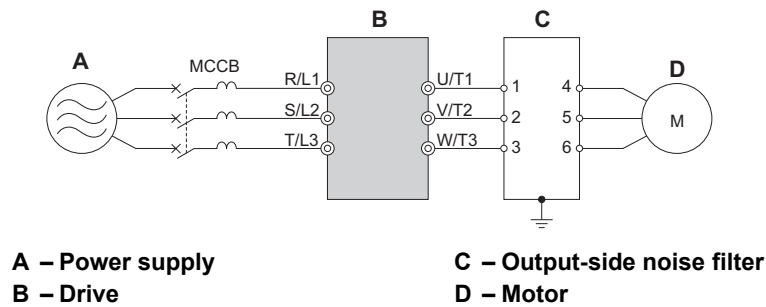 B
C
A
MCCB
D
R/L1
U/T1
1
4
S/L2
V/T2
2
5
M
T/L3
W/T3
3
6
A – Power supply
B – Drive
C – Output-side noise filter
D – Motor